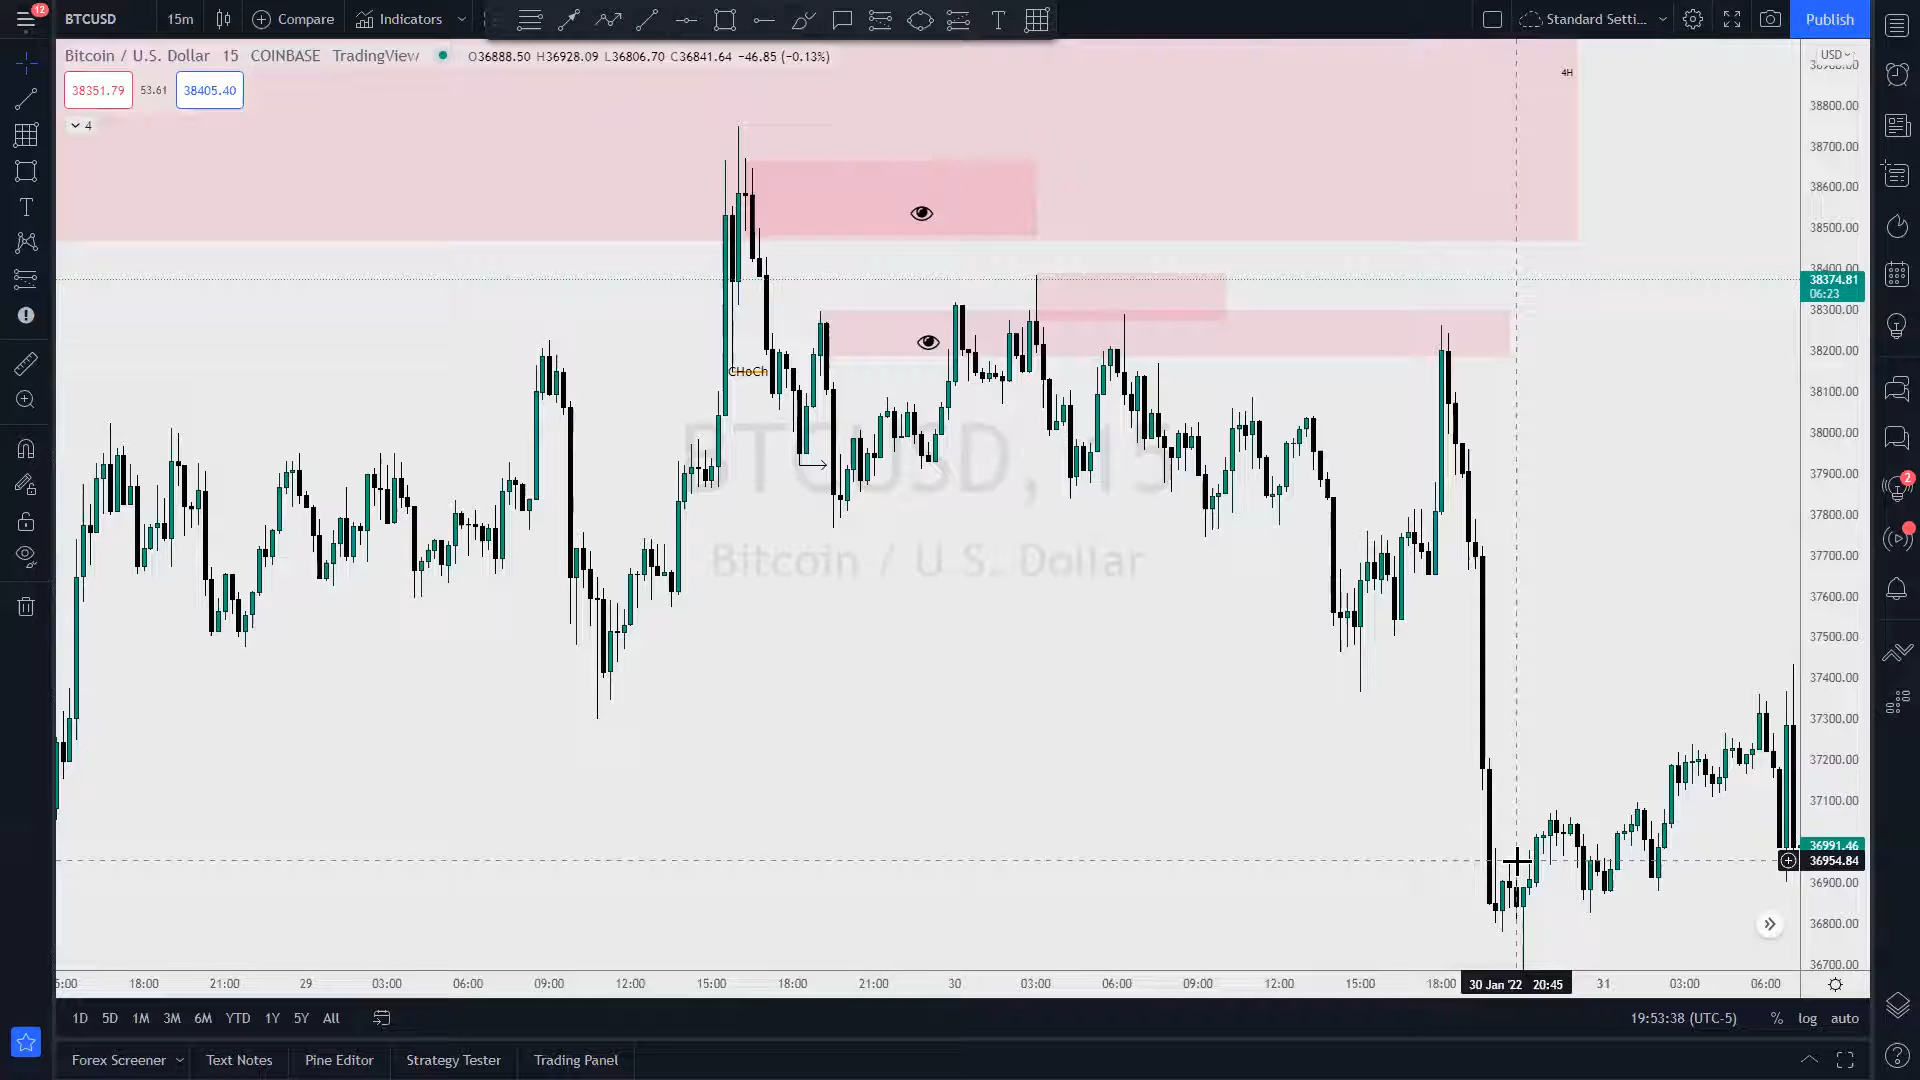 12
BTCUSD
15m
Compare
Indicators
Standard Setti...
Publish
Bitcoin / U.S. Dollar 15 COINBASE TradingView
O36888.50 H36928.09 L36806.70 C36841.64 −46.85 (−0.13%)
USD
4H
38351.79
53.61
38405.40
4
38800.00
38700.00
38600.00
38500.00
38400.00
38374.81
06:23
38300.00
38200.00
38100.00
38000.00
37900.00
37800.00
37700.00
37600.00
37500.00
37400.00
37300.00
37200.00
37100.00
36991.46
36954.84
36900.00
36800.00
36700.00
CHoCh
BTCUSD, 15
Bitcoin / U.S. Dollar
2
18:00
21:00
29
03:00
06:00
09:00
12:00
15:00
18:00
21:00
30
03:00
06:00
09:00
12:00
15:00
18:00
30 Jan '22 20:45
31
03:00
06:00
1D
5D
1M
3M
6M
YTD
1Y
5Y
All
19:53:38 (UTC-5)
%
log
auto
Forex Screener
Text Notes
Pine Editor
Strategy Tester
Trading Panel